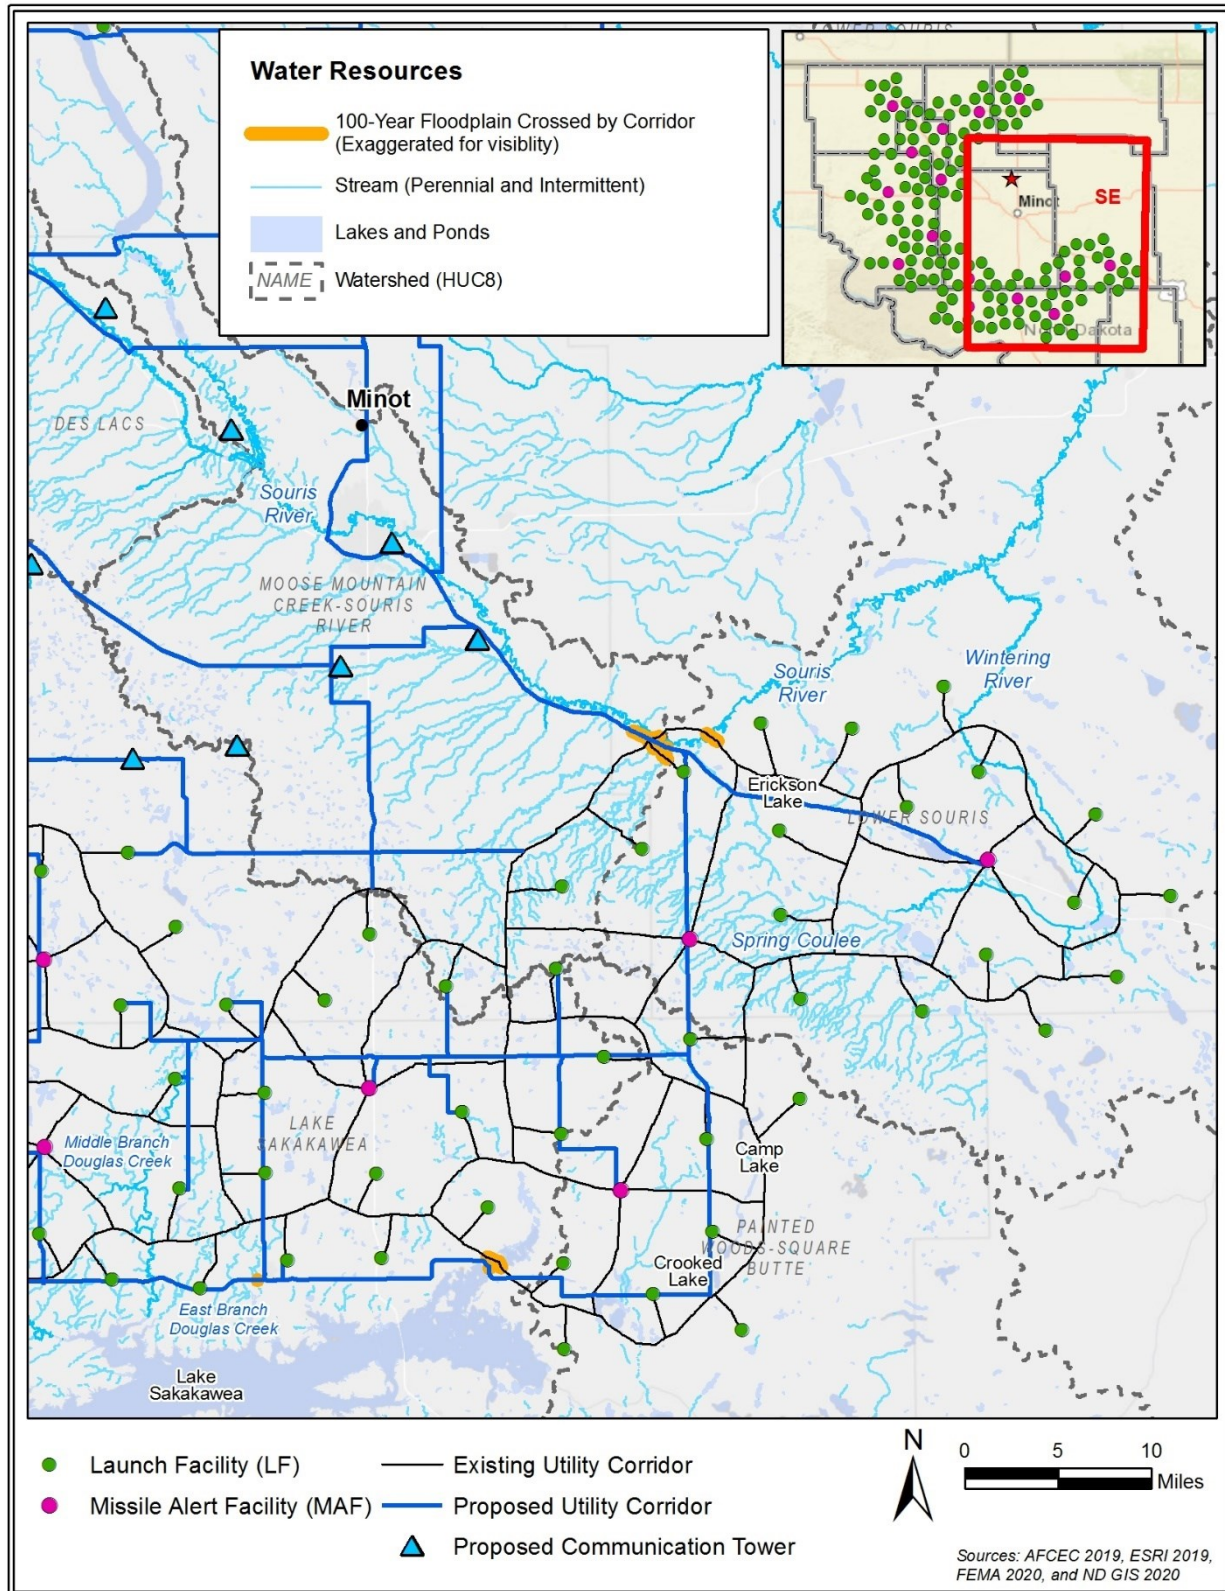 Water Resources
100-Year Floodplain Crossed by Corridor
(Exaggerated for visiblity)
Stream (Perennial and Intermittent)
Lakes and Ponds
NAME
Watershed (HUC8)
LOWER SOURIS
Minot
SE
North Dakota
DES LACS
Minot
Souris
River
MOOSE MOUNTAIN
CREEK-SOURIS
RIVER
Souris
River
Wintering
River
Erickson
Lake
LOWER SOURIS
Spring Coulee
LAKE
SAKAKAWEA
Middle Branch
Douglas Creek
Camp
Lake
PAINTED
WOODS-SQUARE
BUTTE
Crooked
Lake
East Branch
Douglas Creek
Lake
Sakakawea
Launch Facility (LF)
Missile Alert Facility (MAF)
Existing Utility Corridor
Proposed Utility Corridor
Proposed Communication Tower
N
0 5 10
Miles
Sources: AFCEC 2019, ESRI 2019,
FEMA 2020, and ND GIS 2020